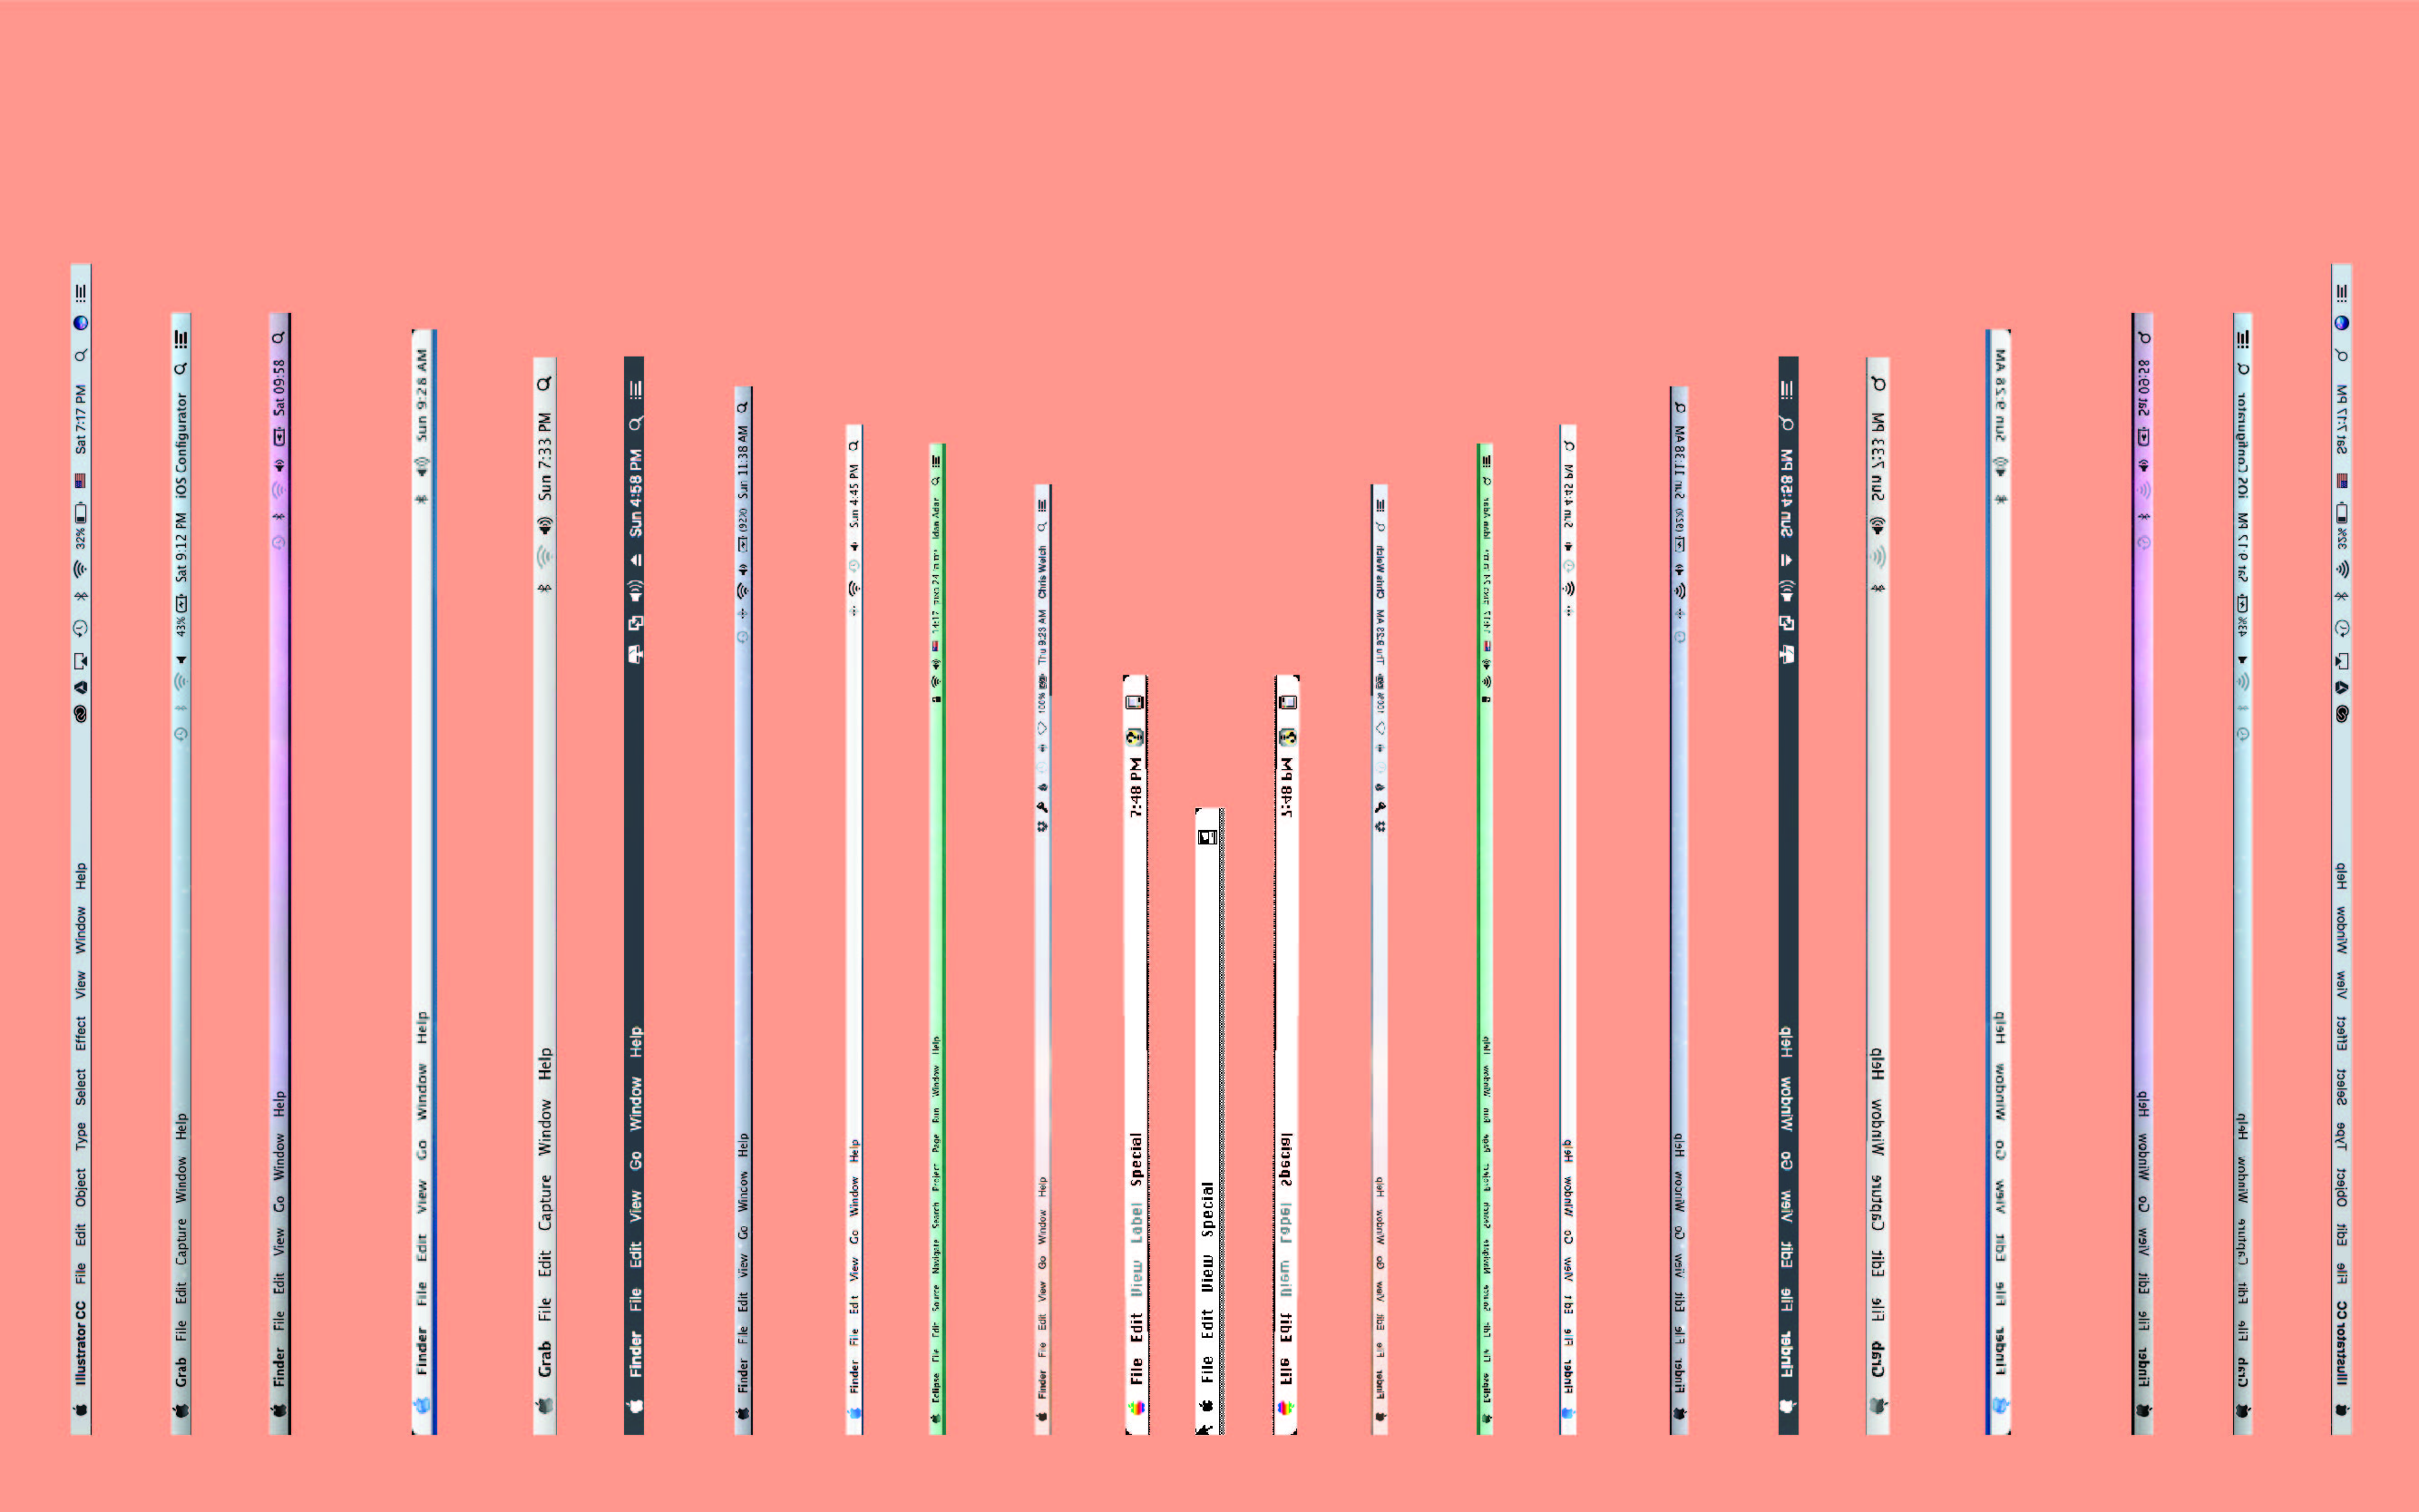 Illustrator CC File Edit Object Type Select Effect View Window Help 32% Sat 7:17 PM
Grab File Edit Capture Window Help 43% Sat 9:12 PM iOS Configurator
Finder File Edit View Go Window Help Sat 09:58
Finder File Edit View Go Window Help Sun 9:28 AM
Grab File Edit Capture Window Help Sun 7:33 PM
Finder File Edit View Go Window Help Sun 4:58 PM
Finder File Edit View Go Window Help (92%) Sun 11:38 AM
Finder File Edit View Go Window Help Sun 4:45 PM
Eclipse File Edit Source Navigate Search Project Page Run Window Help 14:17 Idan Adar
Finder File Edit View Go Window Help 100% Thu 9:23 AM Chris Welch
File Edit View Label Special 7:48 PM
File Edit View Special
File Edit View Label Special 7:48 PM
Finder File Edit View Go Window Help 100% Thu 9:23 AM Chris Welch
Eclipse File Edit Source Navigate Search Project Page Run Window Help 14:17 Idan Adar
Finder File Edit View Go Window Help Sun 4:45 PM
Finder File Edit View Go Window Help (92%) Sun 11:38 AM
Finder File Edit View Go Window Help Sun 4:58 PM
Grab File Edit Capture Window Help Sun 7:33 PM
Finder File Edit View Go Window Help Sun 9:28 AM
Finder File Edit View Go Window Help Sat 09:58
Grab File Edit Capture Window Help 43% Sat 9:12 PM iOS Configurator
Illustrator CC File Edit Object Type Select Effect View Window Help 32% Sat 7:17 PM